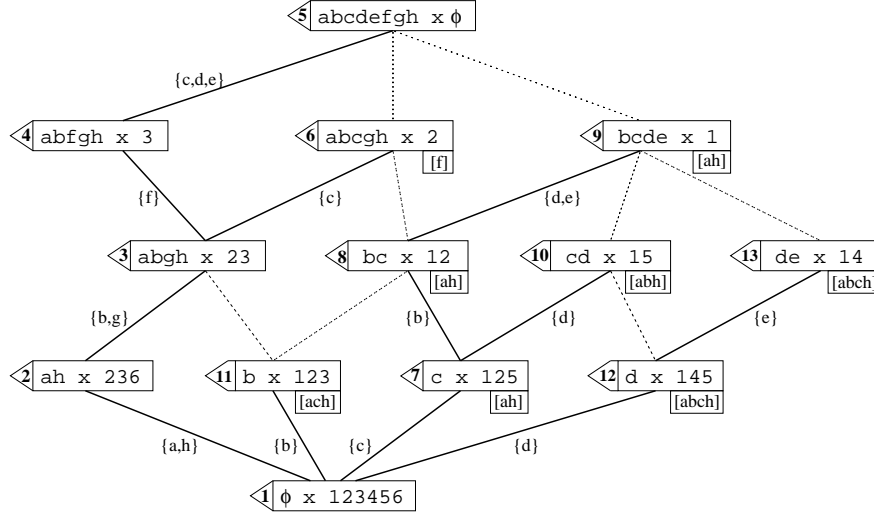 5 abcdefgh x ϕ
{c,d,e}
4 abfgh x 3
6 abcgh x 2
9 bcde x 1
[f]
[ah]
{f}
{c}
{d,e}
3 abgh x 23
8 bc x 12
10 cd x 15
13 de x 14
[ah]
[abh]
[abch]
{b,g}
{b}
{d}
{e}
2 ah x 236
11 b x 123
7 c x 125
12 d x 145
[ach]
[ah]
[abch]
{a,h}
{b}
{c}
{d}
1 ϕ x 123456